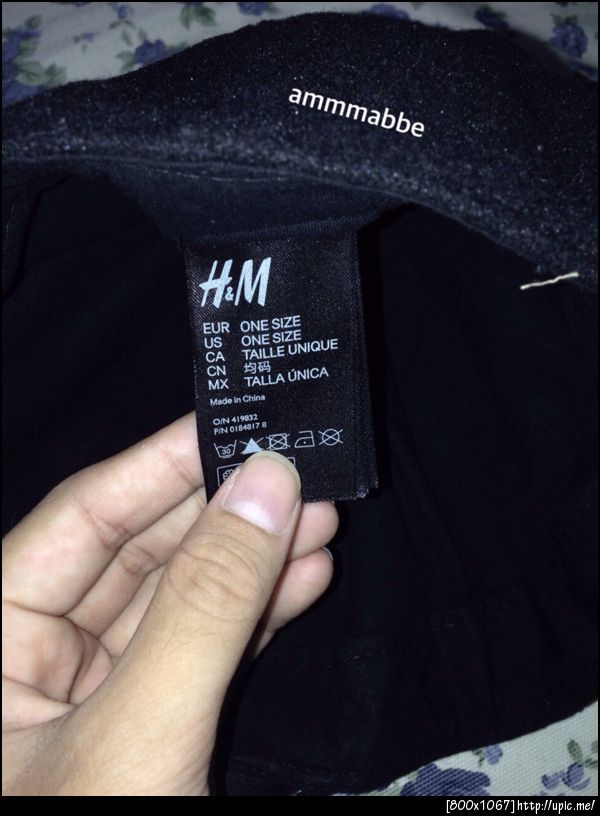 ammmabbe
H&M
EUR ONE SIZE
US ONE SIZE
CA TAILLE UNIQUE
CN 均码
MX TALLA ÚNICA
Made in China
O/N 419832
P/N 0184817 8
30
[800x1067] http://upic.me/